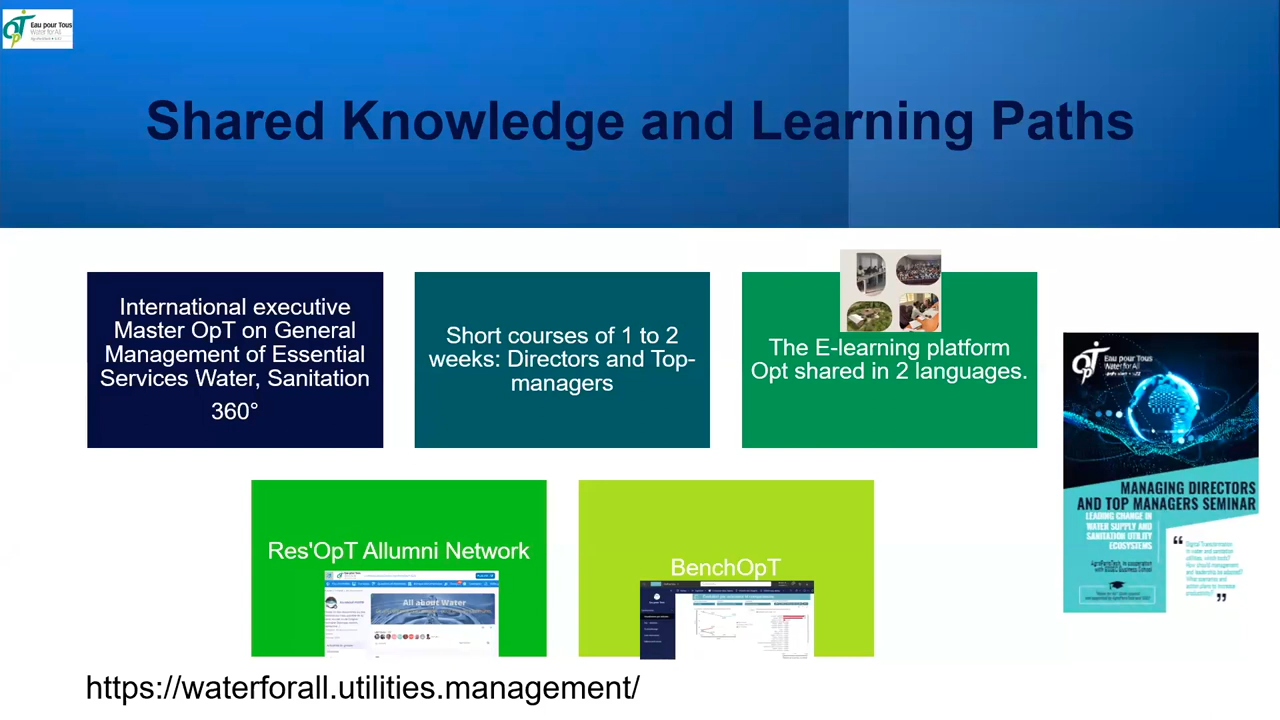 Eau pour Tous
Water for All
Shared Knowledge and Learning Paths
International executive
Master OpT on General
Management of Essential
Services Water, Sanitation
360°
Short courses of 1 to 2
weeks: Directors and Top-
managers
The E-learning platform
Opt shared in 2 languages.
Eau pour Tous
Water for All
MANAGING DIRECTORS
AND TOP MANAGERS SEMINAR
LEADING CHANGE IN
WATER SUPPLY AND
SANITATION UTILITY
ECOSYSTEMS
Res'OpT Allumni Network
All about Water
BenchOpT
https://waterforall.utilities.management/